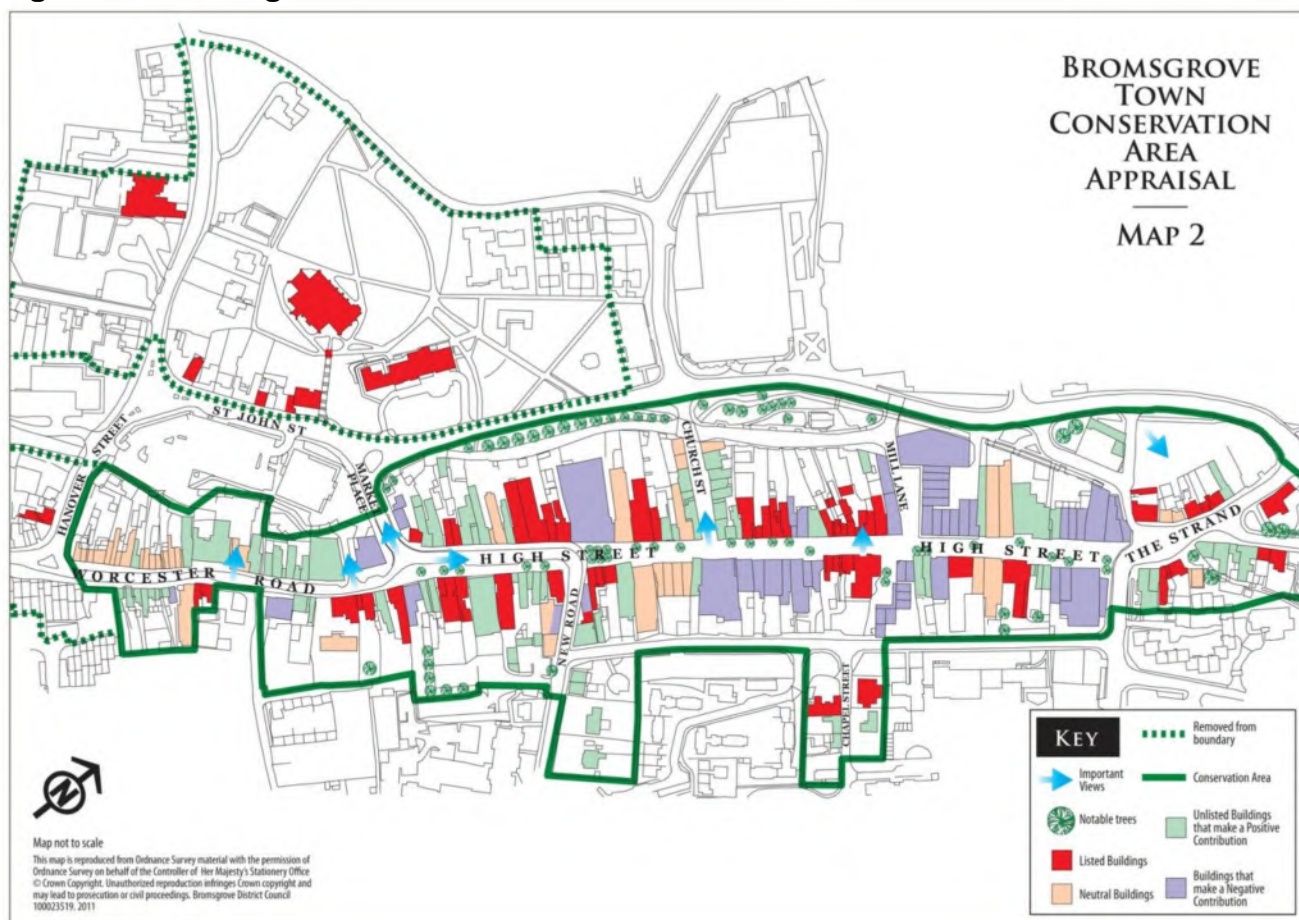 BROMSGROVE
TOWN
CONSERVATION
AREA
APPRAISAL
MAP 2
HANOVER
STREET
ST JOHN ST
MARKET
PLACE
CHURCH ST
MILL LANE
HIGH STREET
HIGH STREET
THE STRAND
WORCESTER ROAD
NEW ROAD
CHAPEL STREET
N
Map not to scale
This map is reproduced from Ordnance Survey material with the permission of
Ordnance Survey on behalf of the Controller of Her Majesty's Stationery Office
© Crown Copyright. Unauthorized reproduction infringes Crown copyright and
may lead to prosecution or civil proceedings. Bromsgrove District Council
100023519. 2011
KEY
Removed from
boundary
Important
Views
Conservation Area
Notable trees
Unlisted Buildings
that make a Positive
Contribution
Listed Buildings
Neutral Buildings
Buildings that
make a Negative
Contribution